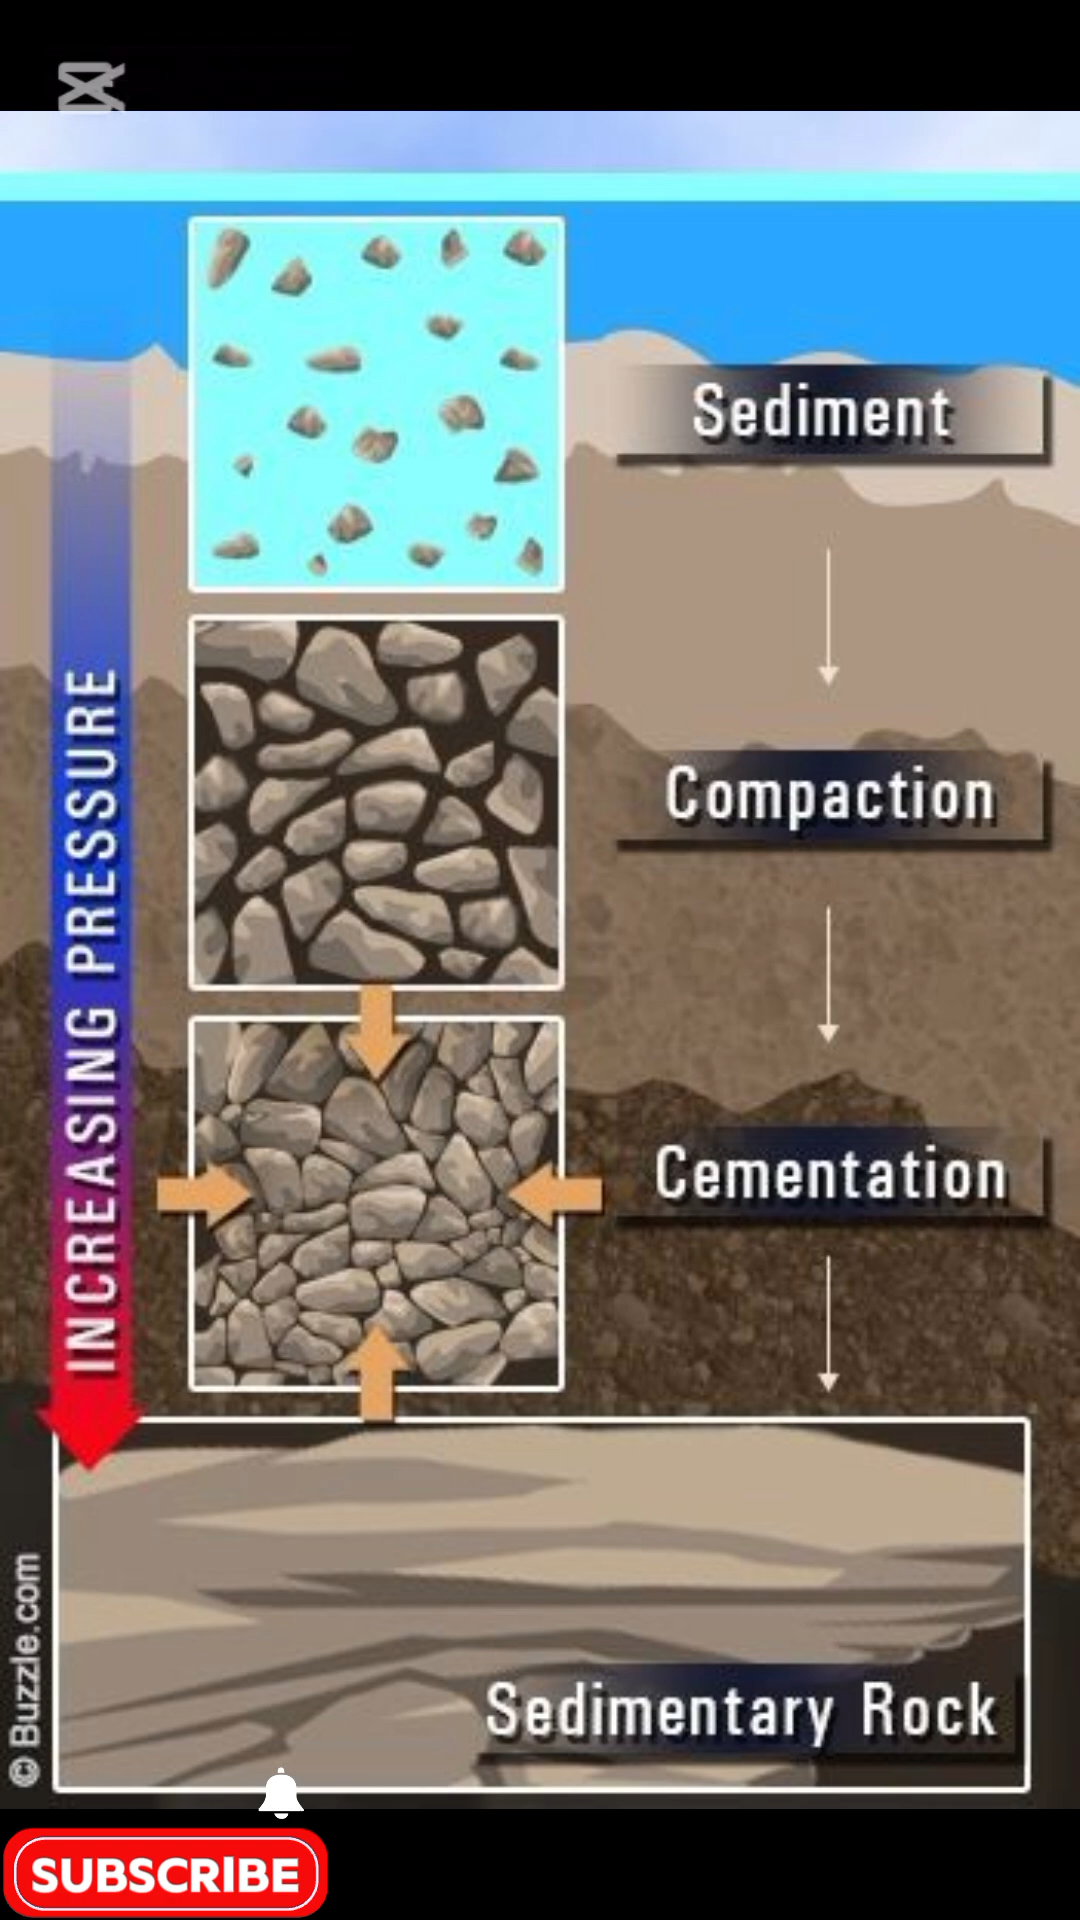 Sediment
Compaction
Cementation
INCREASING PRESSURE
Sedimentary Rock
© Buzzle.com
SUBSCRIBE